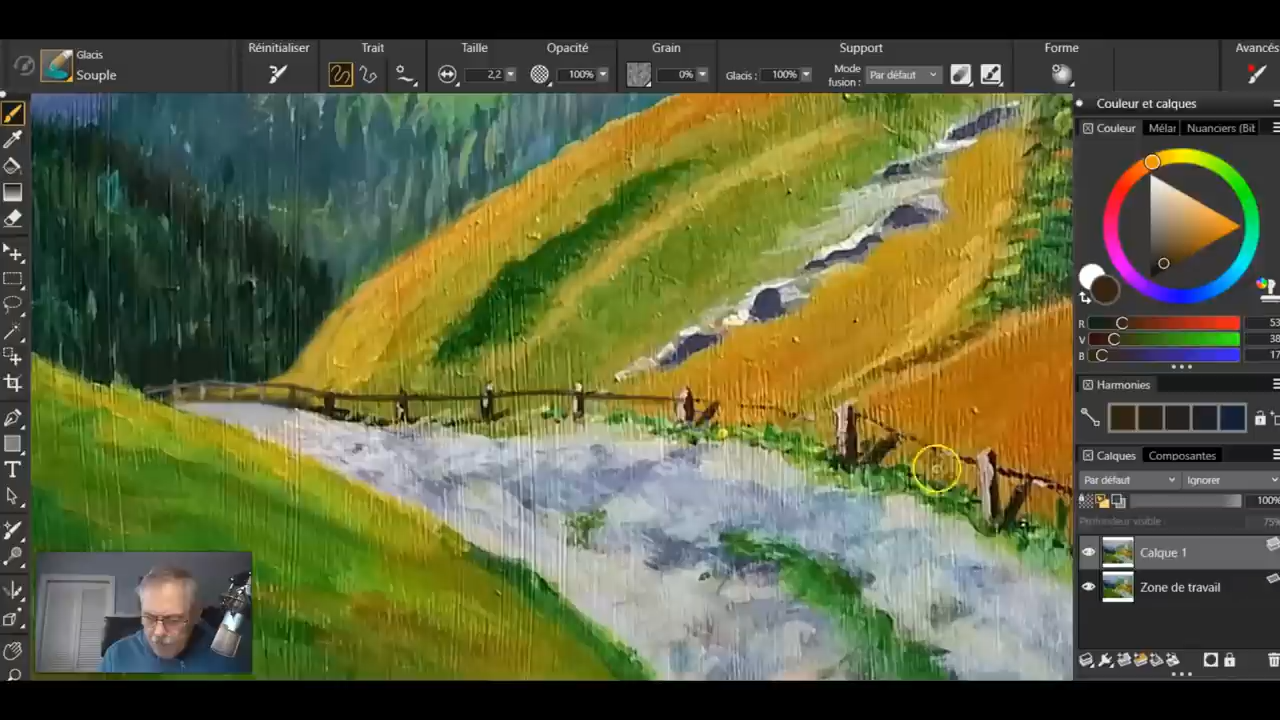 Glacis
Souple
Réinitialiser
Trait
Taille
2,2
Opacité
100%
Grain
0%
Glacis : 100%
Support
Mode
fusion :
Par défaut
Forme
Avancés
Couleur et calques
Couleur
Mélar
Nuanciers (Bit
R
53
V
38
B
17
Harmonies
Calques
Composantes
Par défaut
Ignorer
100%
Profondeur visible :
75%
Calque 1
Zone de travail